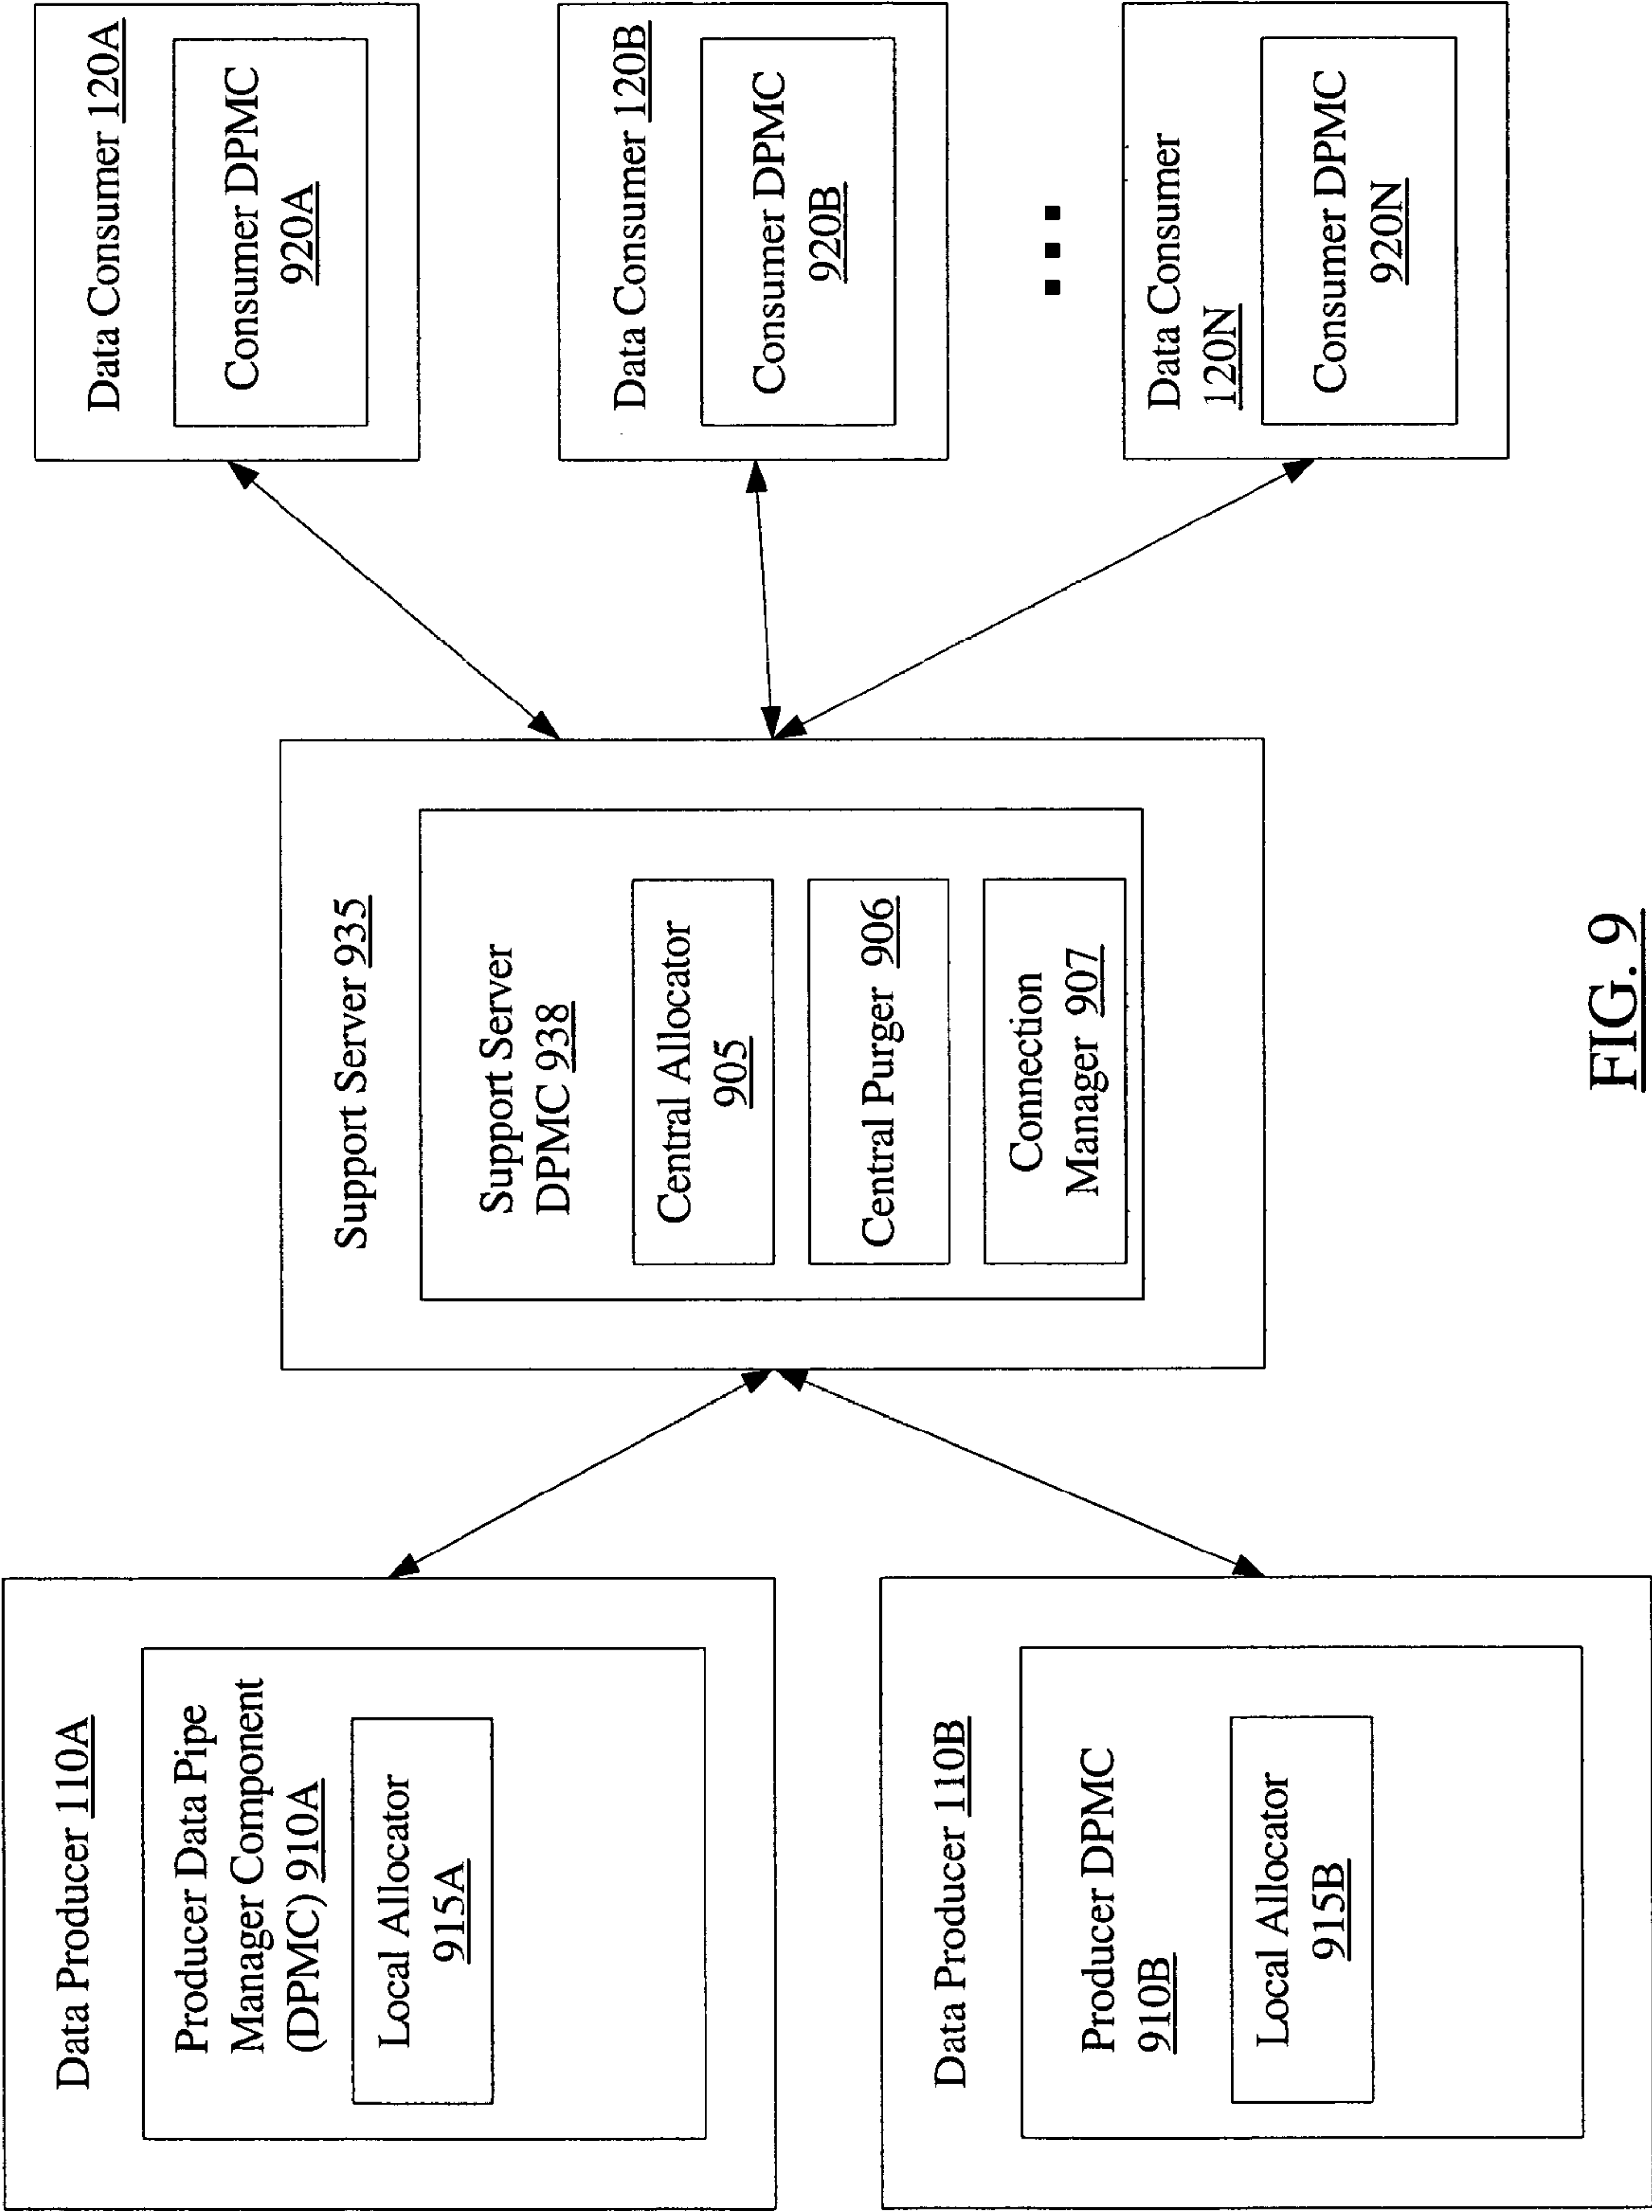 Data Producer 110A
Producer Data Pipe
Manager Component
(DPMC) 910A
Local Allocator
915A
Data Producer 110B
Producer DPMC
910B
Local Allocator
915B
Support Server 935
Support Server
DPMC 938
Central Allocator
905
Central Purger 906
Connection
Manager 907
Data Consumer 120A
Consumer DPMC
920A
Data Consumer 120B
Consumer DPMC
920B
Data Consumer
120N
Consumer DPMC
920N
FIG. 9